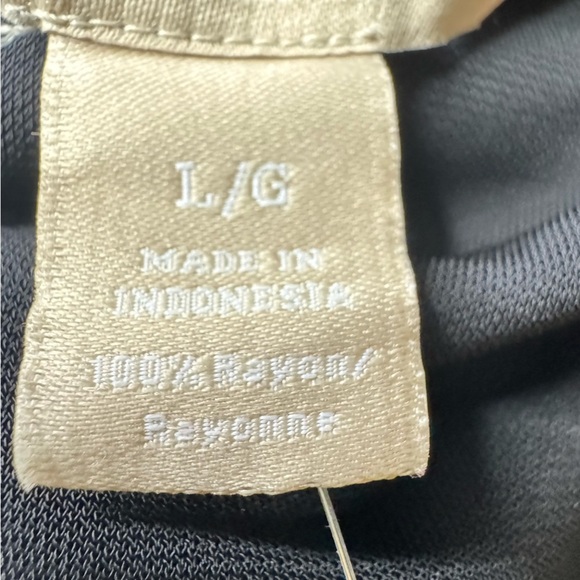 L/G
MADE IN
INDONESIA
100% Rayon/
Rayonne